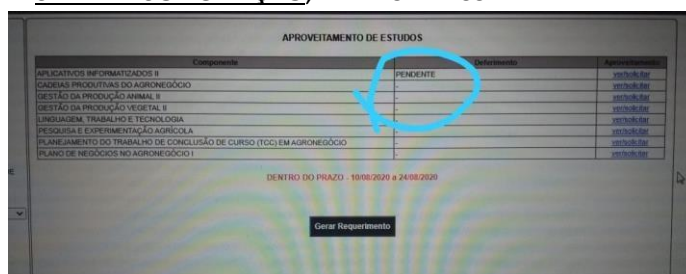 APROVEITAMENTO DE ESTUDOS
Componente Deferimento Aproveitamento
APLICATIVOS INFORMATIZADOS II PENDENTE ver/solicitar
CADEIAS PRODUTIVAS DO AGRONEGÓCIO - ver/solicitar
GESTÃO DA PRODUÇÃO ANIMAL II - ver/solicitar
GESTÃO DA PRODUÇÃO VEGETAL II - ver/solicitar
LINGUAGEM, TRABALHO E TECNOLOGIA - ver/solicitar
PESQUISA E EXPERIMENTAÇÃO AGRÍCOLA - ver/solicitar
PLANEJAMENTO DO TRABALHO DE CONCLUSÃO DE CURSO (TCC) EM AGRONEGÓCIO - ver/solicitar
PLANO DE NEGÓCIOS NO AGRONEGÓCIO I - ver/solicitar
DENTRO DO PRAZO - 10/08/2020 a 24/08/2020
Gerar Requerimento